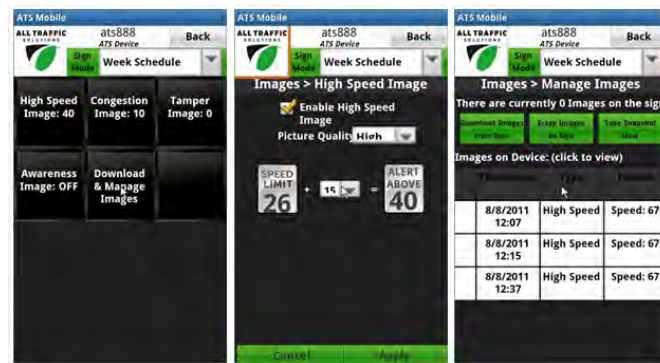 ATS Mobile
ALL TRAFFIC
SOLUTIONS
ats888
ATS Device
Back
Sign
Mode
Week Schedule
High Speed
Image: 40
Congestion
Image: 10
Tamper
Image: 0
Awareness
Image: OFF
Download
& Manage
Images
ATS Mobile
ALL TRAFFIC
SOLUTIONS
ats888
ATS Device
Back
Sign
Mode
Week Schedule
Images > High Speed Image
Enable High Speed
Image
Picture Quality High
SPEED
LIMIT
26
+
15
=
ALERT
ABOVE
40
Cancel
Apply
ATS Mobile
ALL TRAFFIC
SOLUTIONS
ats888
ATS Device
Back
Sign
Mode
Week Schedule
Images > Manage Images
There are currently 0 Images on the sign
Download Images
from Sign
Erase Images
on Sign
Take Snapshot
Now
Images on Device: (click to view)
Type
8/8/2011
12:07
High Speed
Speed: 67
8/8/2011
12:15
High Speed
Speed: 67
8/8/2011
12:37
High Speed
Speed: 67